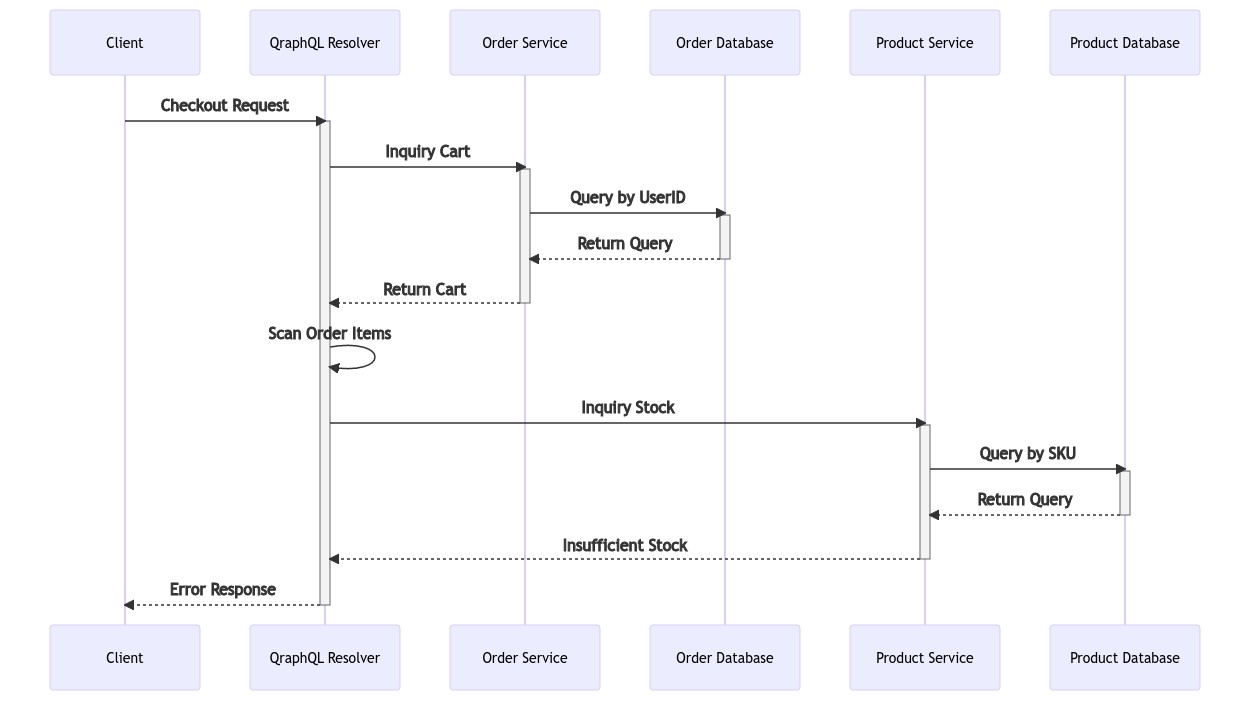 Client
QraphQL Resolver
Order Service
Order Database
Product Service
Product Database
Checkout Request
Inquiry Cart
Query by UserID
Return Query
Return Cart
Scan Order Items
Inquiry Stock
Query by SKU
Return Query
Insufficient Stock
Error Response
Client
QraphQL Resolver
Order Service
Order Database
Product Service
Product Database